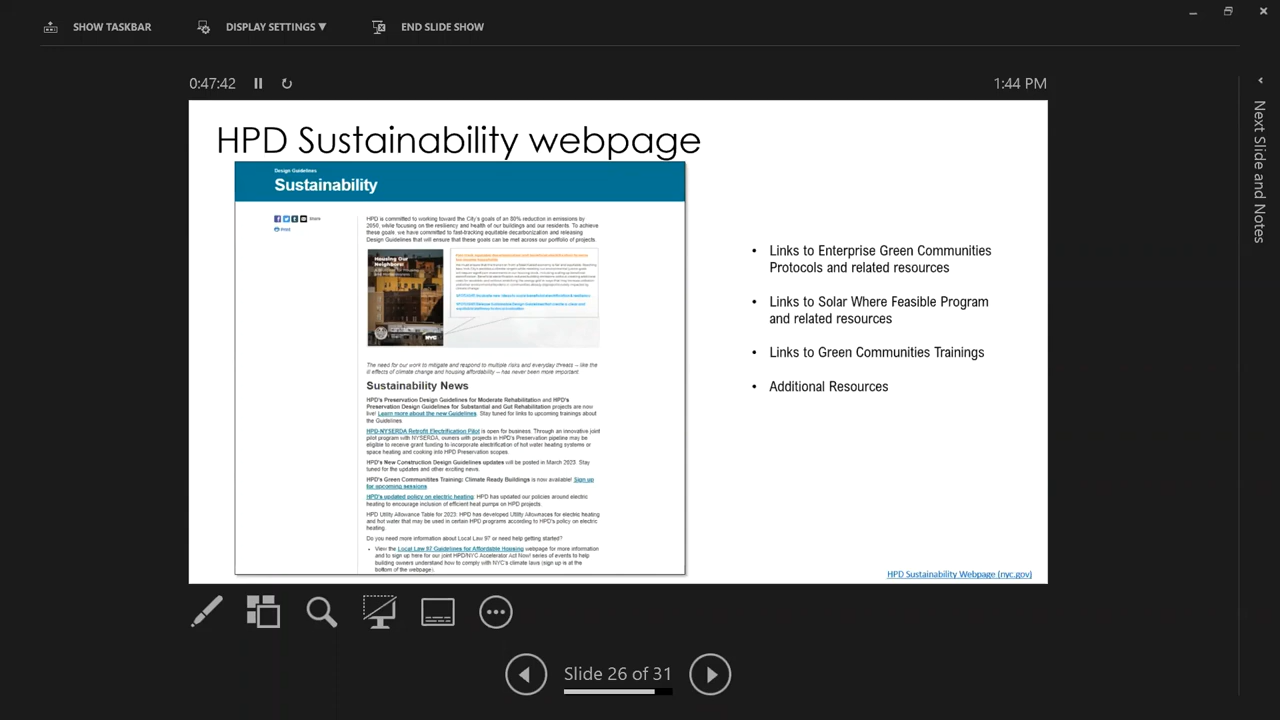 SHOW TASKBAR
DISPLAY SETTINGS ▼
END SLIDE SHOW
0:47:42
1:44 PM
HPD Sustainability webpage
Design Guidelines
Sustainability
Share
Print
HPD is committed to working toward the City's goals of an 80% reduction in emissions by
2050, while focusing on the resiliency and health of our buildings and our residents. To achieve
these goals, we have committed to fast-tracking equitable decarbonization and releasing
Design Guidelines that will ensure that these goals can be met across our portfolio of projects.
Housing Our
Neighbors:
NYC
The need for our work to mitigate and respond to multiple risks and everyday threats -- like the
ill effects of climate change and housing affordability -- has never been more important.
Sustainability News
HPD's Preservation Design Guidelines for Moderate Rehabilitation and HPD's
Preservation Design Guidelines for Substantial and Gut Rehabilitation projects are now
live! Learn more about the new Guidelines. Stay tuned for links to upcoming trainings about
the Guidelines.
HPD-NYSERDA Retrofit Electrification Pilot is open for business. Through an innovative joint
pilot program with NYSERDA, owners with projects in HPD's Preservation pipeline may be
eligible to receive grant funding to incorporate electrification of hot water heating systems or
space heating and cooking into HPD Preservation scopes.
HPD's New Construction Design Guidelines updates will be posted in March 2023. Stay
tuned for the updates and other exciting news.
HPD's Green Communities Training: Climate Ready Buildings is now available! Sign up
for upcoming sessions
HPD's updated policy on electric heating: HPD has updated our policies around electric
heating to encourage inclusion of efficient heat pumps on HPD projects.
HPD Utility Allowance Table for 2023: HPD has developed Utility Allowances for electric heating
and hot water that may be used in certain HPD programs according to HPD's policy on electric
heating.
Do you need more information about Local Law 97 or need help getting started?
• View the Local Law 97 Guidelines for Affordable Housing webpage for more information
and to sign up here for our joint HPD/NYC Accelerator Act Now! series of events to help
building owners understand how to comply with NYC's climate laws (sign up is at the
bottom of the webpage).
• Links to Enterprise Green Communities
Protocols and related resources
• Links to Solar Where Feasible Program
and related resources
• Links to Green Communities Trainings
• Additional Resources
HPD Sustainability Webpage (nyc.gov)
Slide 26 of 31
Next Slide and Notes